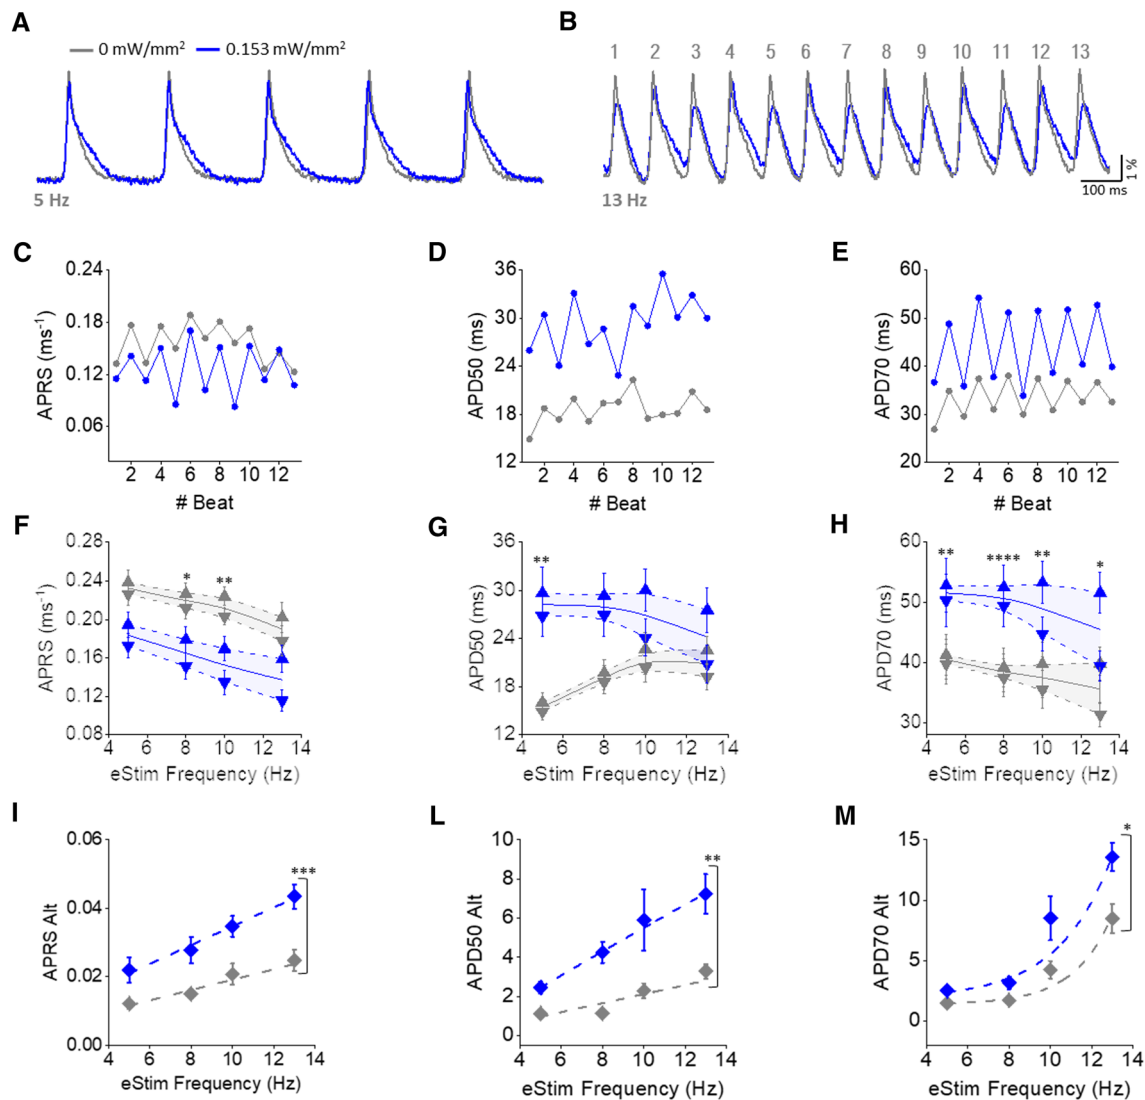 A
0 mW/mm²
0.153 mW/mm²
5 Hz
B
1 2 3 4 5 6 7 8 9 10 11 12 13
1 %
100 ms
13 Hz
C
APRS (ms⁻¹)
0.24
0.18
0.12
0.06
2 4 6 8 10 12
# Beat
D
APD50 (ms)
36
30
24
18
12
2 4 6 8 10 12
# Beat
E
APD70 (ms)
60
50
40
30
20
2 4 6 8 10 12
# Beat
F
APRS (ms⁻¹)
0.28
0.24
0.20
0.16
0.12
0.08
* **
4 6 8 10 12 14
eStim Frequency (Hz)
G
APD50 (ms)
36
30
24
18
12
**
4 6 8 10 12 14
eStim Frequency (Hz)
H
APD70 (ms)
60
50
40
30
** **** ** *
4 6 8 10 12 14
eStim Frequency (Hz)
I
APRS Alt
0.06
0.04
0.02
0.00
***
4 6 8 10 12 14
eStim Frequency (Hz)
L
APD50 Alt
10
8
6
4
2
0
**
4 6 8 10 12 14
eStim Frequency (Hz)
M
APD70 Alt
15
10
5
0
*
4 6 8 10 12 14
eStim Frequency (Hz)